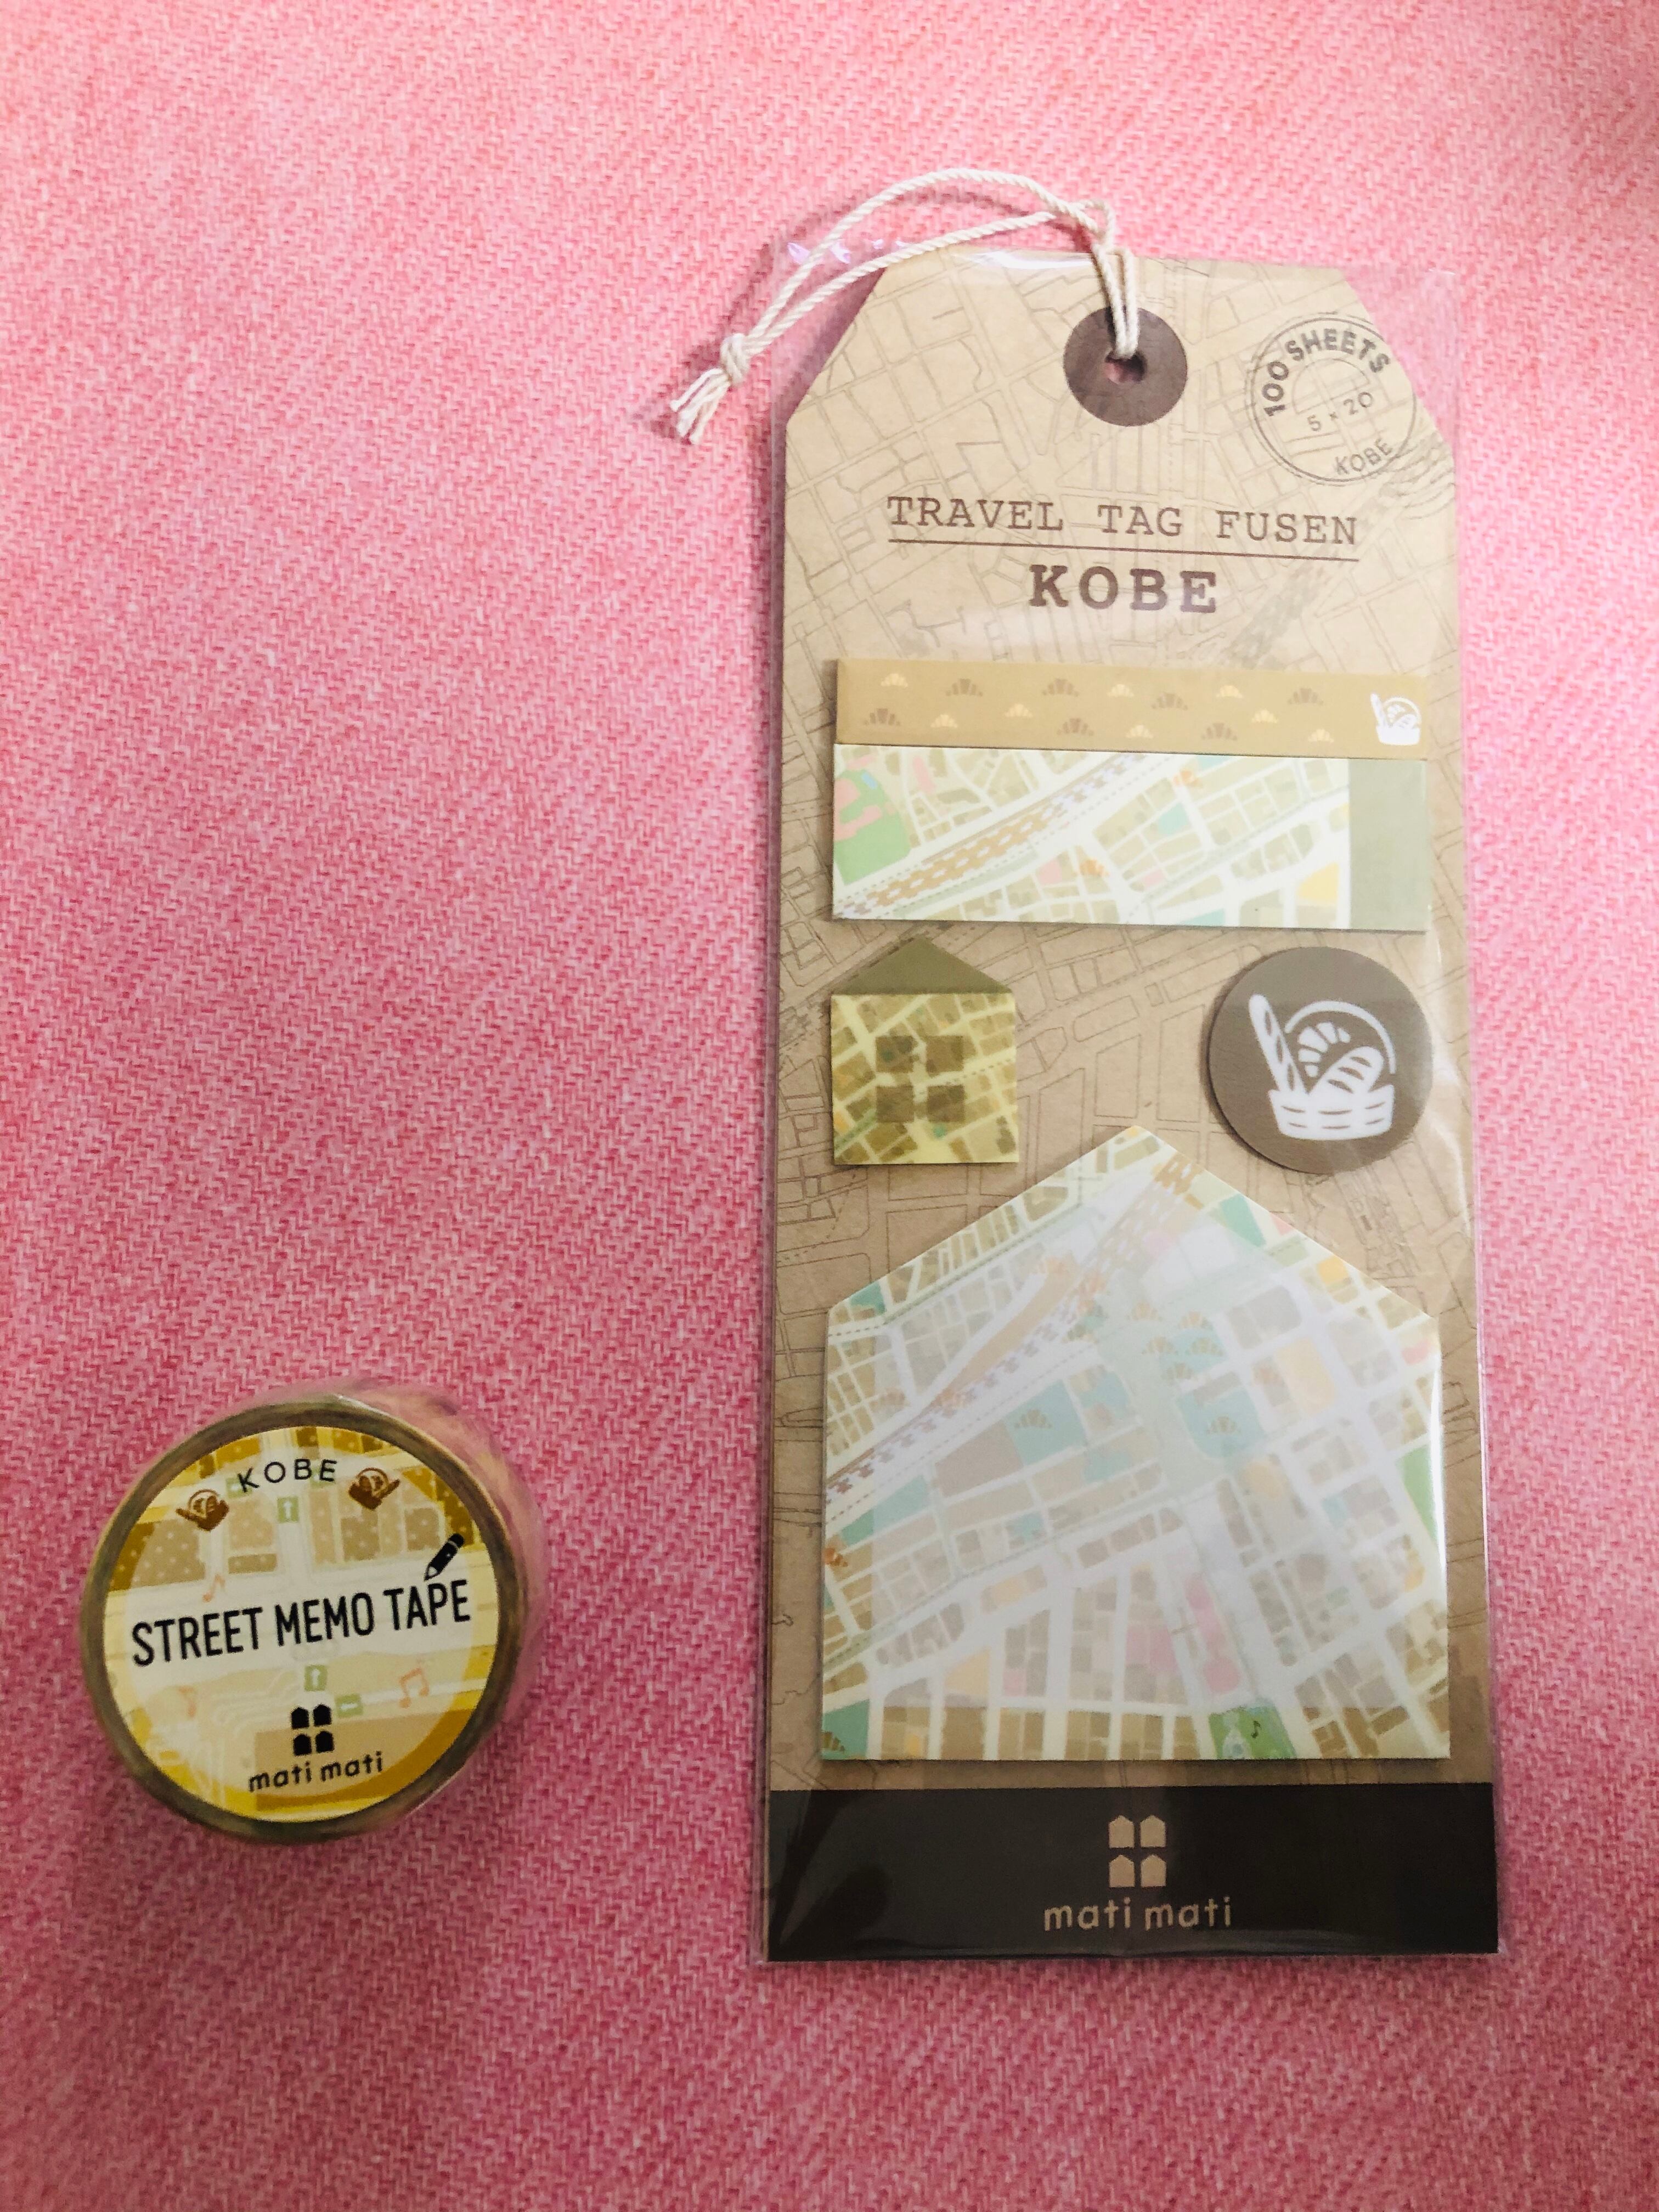 100 SHEETS
5×20
KOBE
TRAVEL TAG FUSEN
KOBE
mati mati
KOBE
STREET MEMO TAPE
mati mati